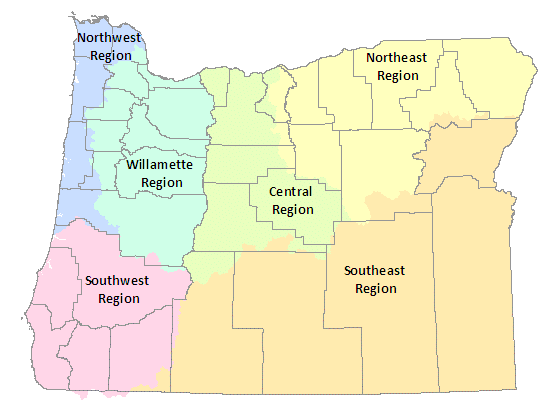 Northwest
Region
Northeast
Region
Willamette
Region
Central
Region
Southwest
Region
Southeast
Region